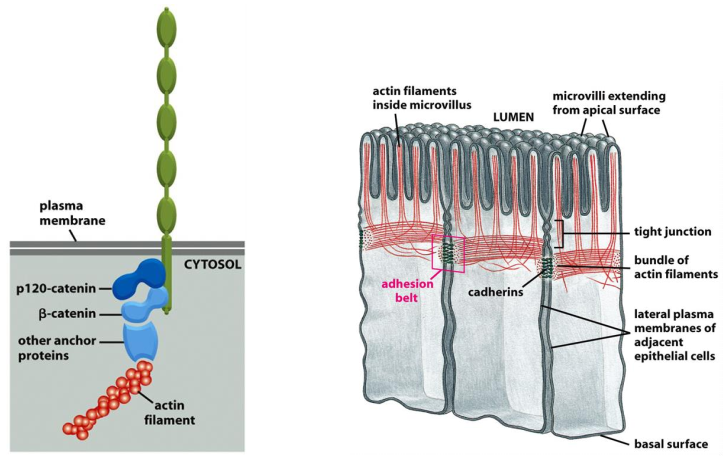 plasma
membrane
CYTOSOL
p120-catenin
β-catenin
other anchor
proteins
actin
filament
actin filaments
inside microvillus
LUMEN
microvilli extending
from apical surface
tight junction
bundle of
actin filaments
adhesion
belt
cadherins
lateral plasma
membranes of
adjacent
epithelial cells
basal surface